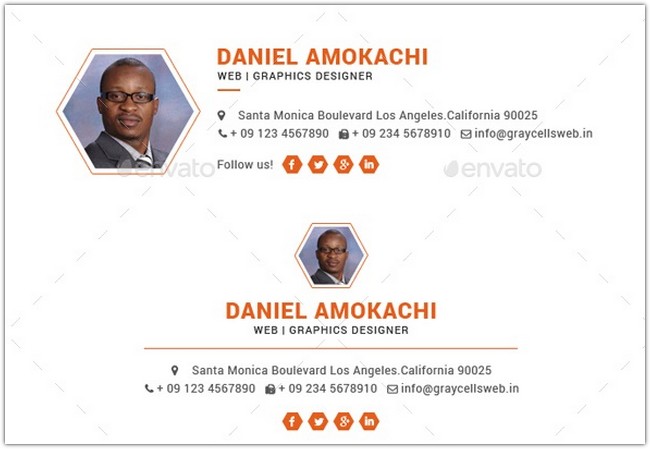 DANIEL AMOKACHI
WEB | GRAPHICS DESIGNER
Santa Monica Boulevard Los Angeles.California 90025
+ 09 123 4567890 + 09 234 5678910 info@graycellsweb.in
Follow us! f g+ in
envato envato
DANIEL AMOKACHI
WEB | GRAPHICS DESIGNER
Santa Monica Boulevard Los Angeles.California 90025
+ 09 123 4567890 + 09 234 5678910 info@graycellsweb.in
f g+ in